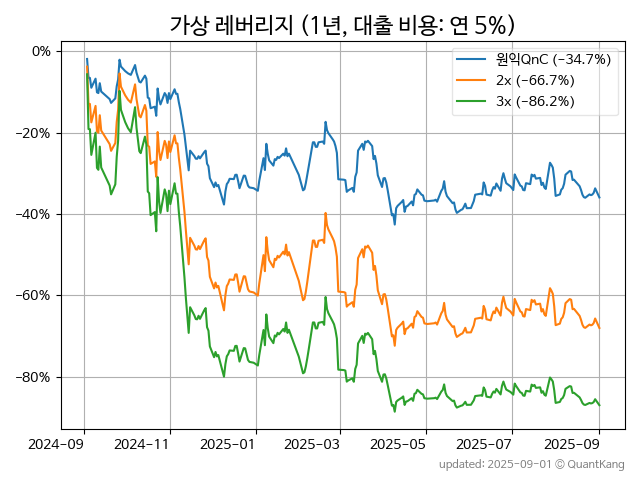 가상 레버리지 (1년, 대출 비용: 연 5%)
원익QnC (−34.7%)
2x (−66.7%)
3x (−86.2%)
0%
−20%
−40%
−60%
−80%
2024-09 2024-11 2025-01 2025-03 2025-05 2025-07 2025-09
updated: 2025-09-01 © QuantKang